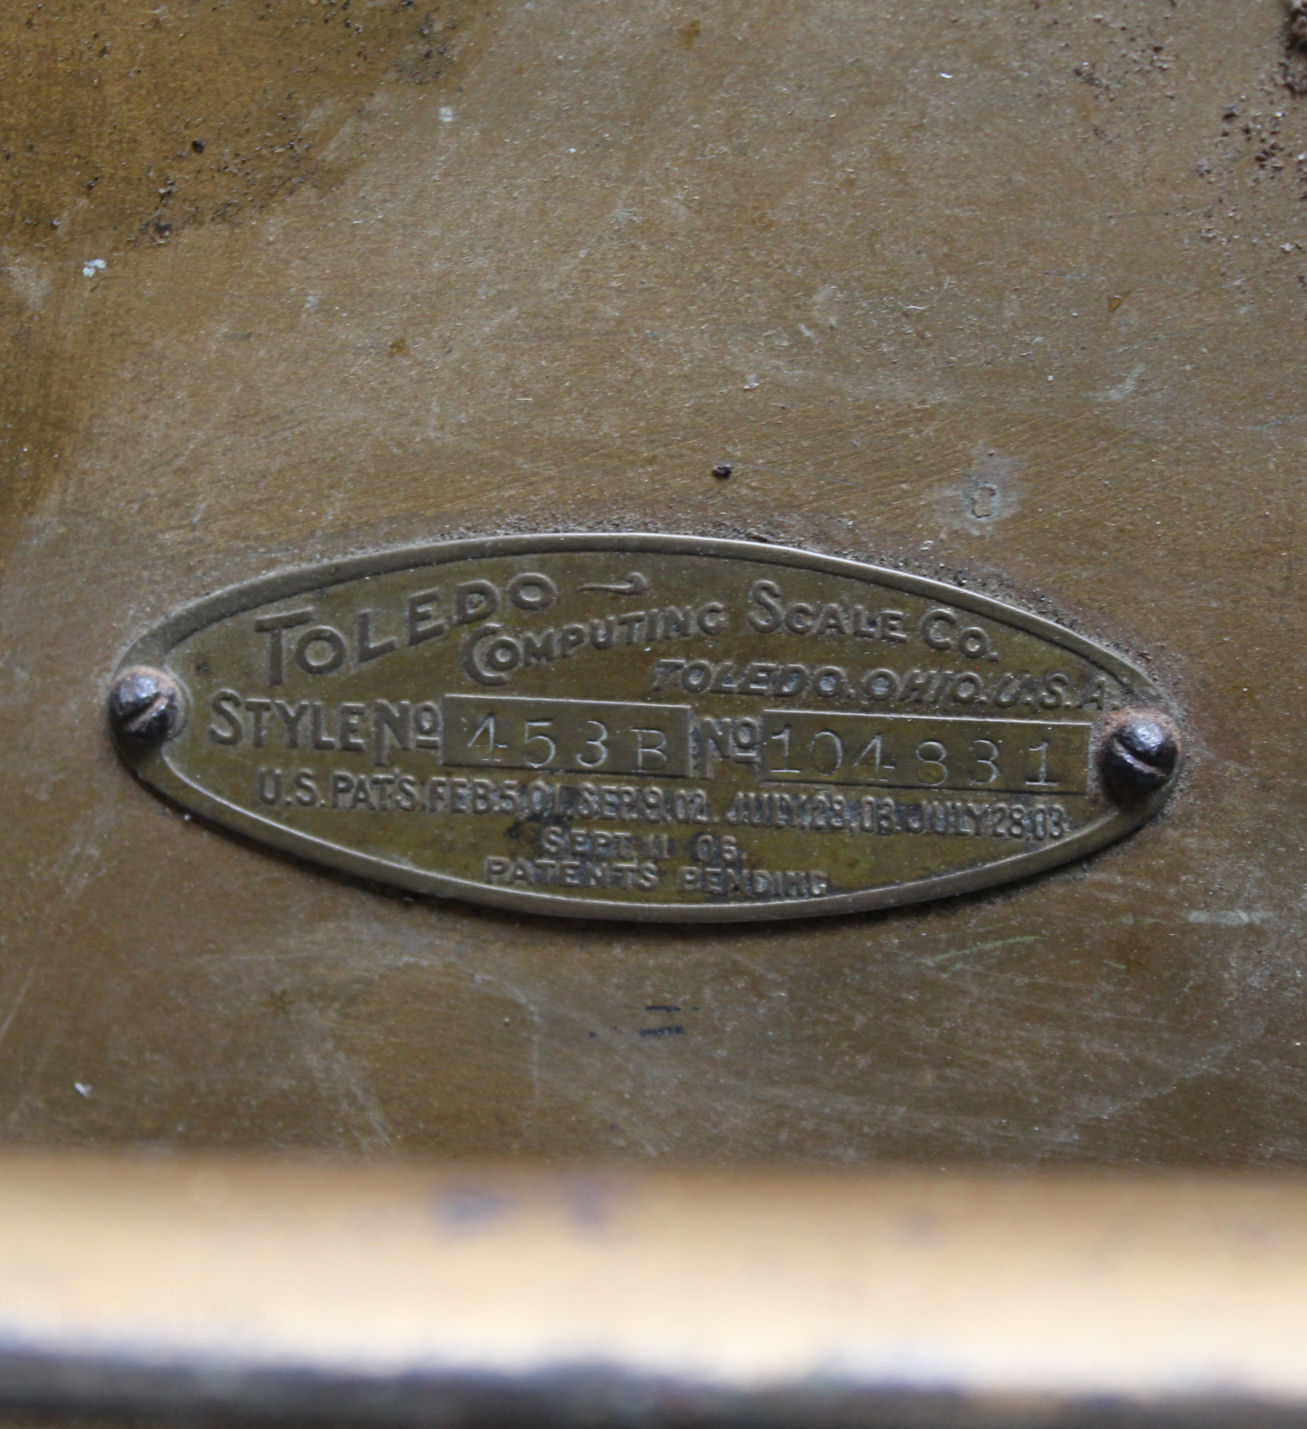 TOLEDO
COMPUTING SCALE CO.
TOLEDO. OHIO. U.S.A
STYLE NO 453B NO 104831
U.S. PAT'S FEB.5,01. SEP.9,02. JULY,28,03. JULY 28,03.
SEPT. 11 06.
PATENTS PENDING